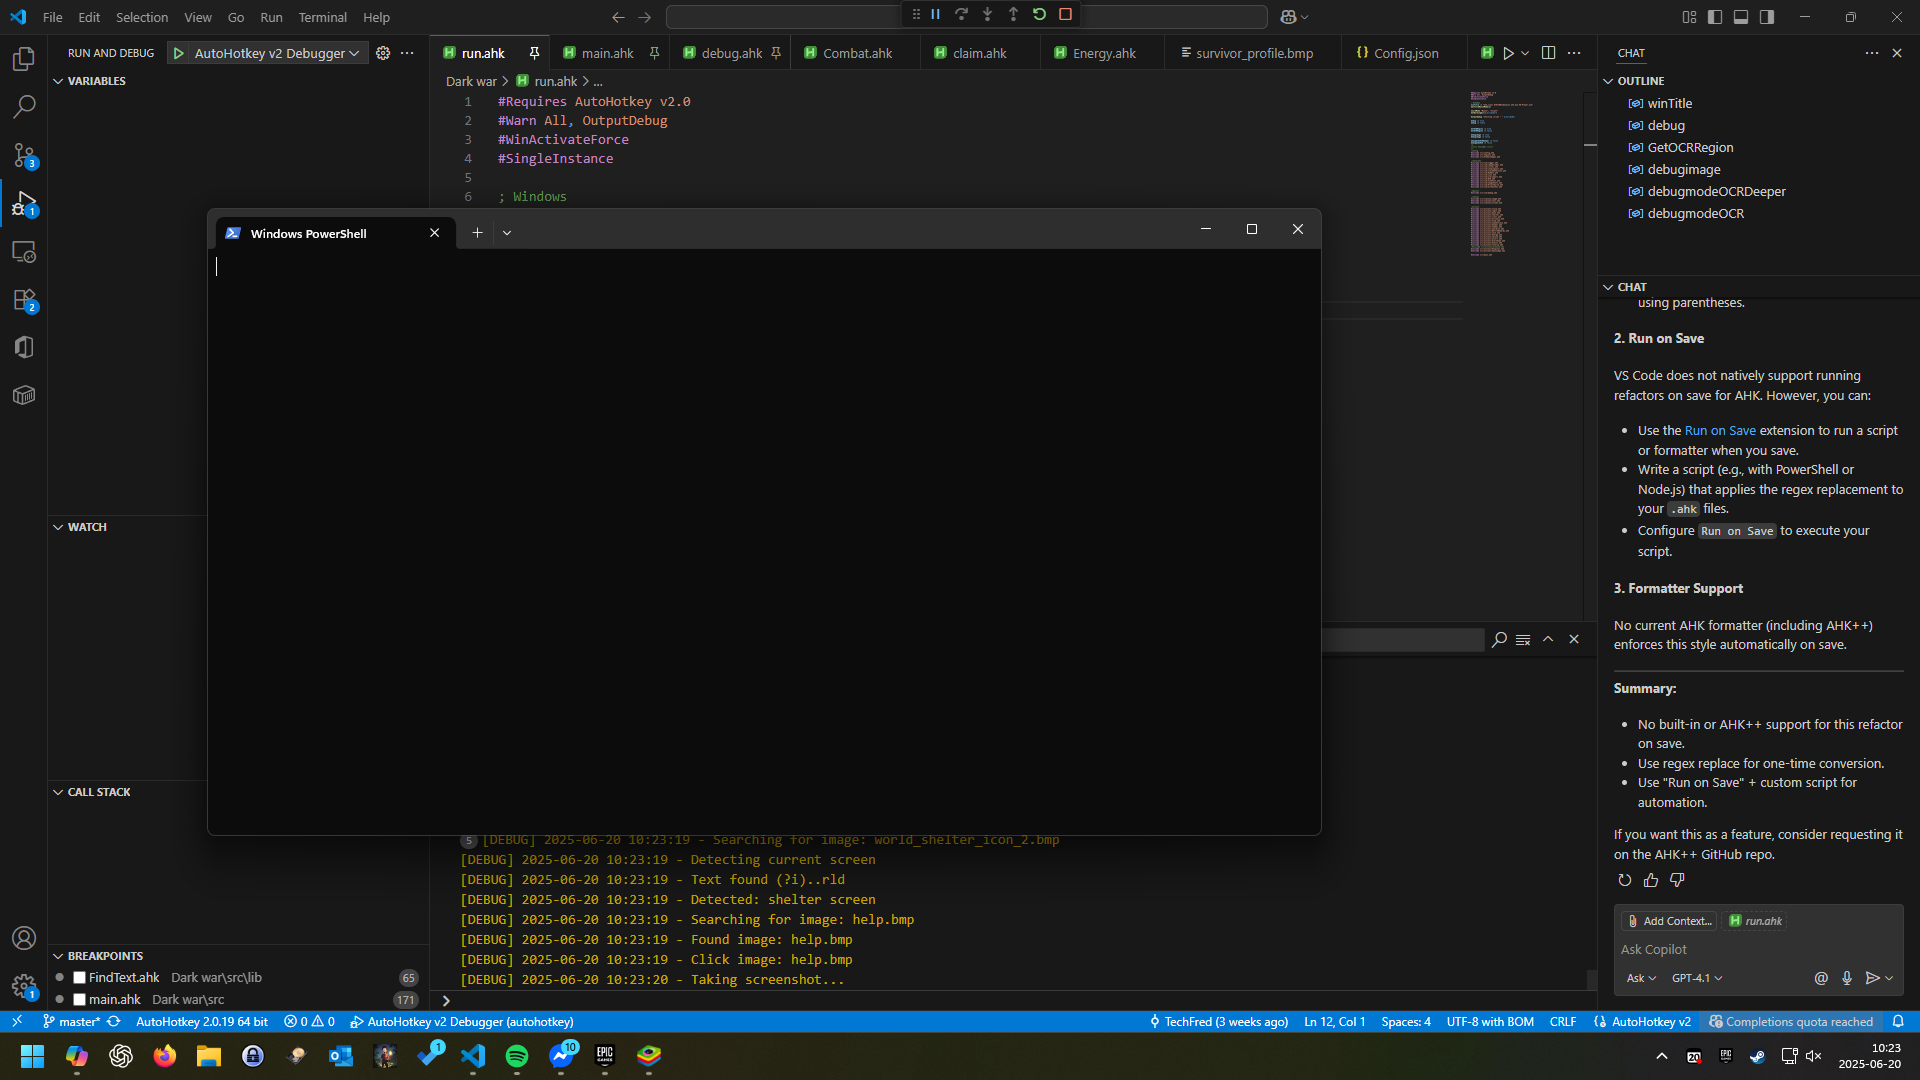 File Edit Selection View Go Run Terminal Help
RUN AND DEBUG AutoHotkey v2 Debugger
run.ahk main.ahk debug.ahk Combat.ahk claim.ahk Energy.ahk survivor_profile.bmp Config.json
CHAT
VARIABLES
Dark war > run.ahk > ...
OUTLINE
winTitle
debug
GetOCRRegion
debugimage
debugmodeOCRDeeper
debugmodeOCR
1 #Requires AutoHotkey v2.0
2 #Warn All, OutputDebug
3 #WinActivateForce
4 #SingleInstance
5
6 ; Windows
Windows PowerShell
CHAT
using parentheses.
2. Run on Save
VS Code does not natively support running
refactors on save for AHK. However, you can:
• Use the Run on Save extension to run a script
or formatter when you save.
• Write a script (e.g., with PowerShell or
Node.js) that applies the regex replacement to
your .ahk files.
• Configure Run on Save to execute your
script.
3. Formatter Support
No current AHK formatter (including AHK++)
enforces this style automatically on save.
Summary:
• No built-in or AHK++ support for this refactor
on save.
• Use regex replace for one-time conversion.
• Use "Run on Save" + custom script for
automation.
If you want this as a feature, consider requesting it
on the AHK++ GitHub repo.
Add Context... run.ahk
Ask Copilot
Ask GPT-4.1
WATCH
CALL STACK
BREAKPOINTS
FindText.ahk Dark war\src\lib 65
main.ahk Dark war\src 171
5 [DEBUG] 2025-06-20 10:23:19 - Searching for image: world_shelter_icon_2.bmp
[DEBUG] 2025-06-20 10:23:19 - Detecting current screen
[DEBUG] 2025-06-20 10:23:19 - Text found (?i)..rld
[DEBUG] 2025-06-20 10:23:19 - Detected: shelter screen
[DEBUG] 2025-06-20 10:23:19 - Searching for image: help.bmp
[DEBUG] 2025-06-20 10:23:19 - Found image: help.bmp
[DEBUG] 2025-06-20 10:23:19 - Click image: help.bmp
[DEBUG] 2025-06-20 10:23:20 - Taking screenshot...
3
1
2
1
master* AutoHotkey 2.0.19 64 bit 0 0 AutoHotkey v2 Debugger (autohotkey) TechFred (3 weeks ago) Ln 12, Col 1 Spaces: 4 UTF-8 with BOM CRLF AutoHotkey v2 Completions quota reached
1 10 EPIC GAMES 20
10:23
2025-06-20